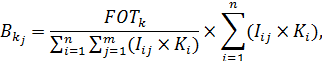 B_{k_j} = \frac{FOT_k}{\sum_{i=1}^{n} \sum_{j=1}^{m} (I_{ij} \times K_i)} \times \sum_{i=1}^{n} (I_{ij} \times K_i),